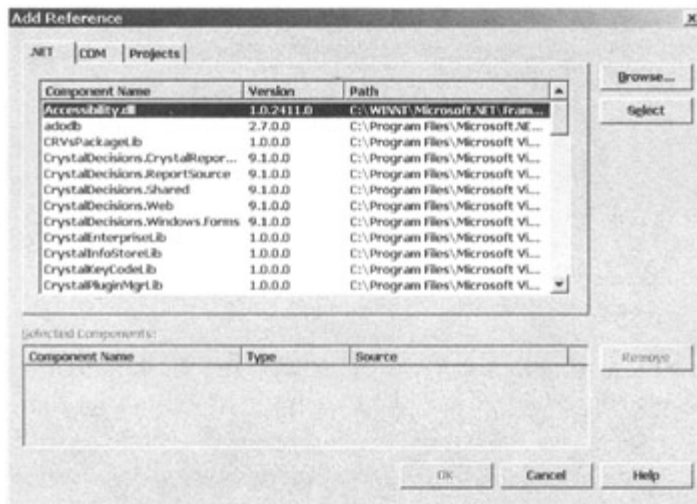 Add Reference
.NET COM Projects
Browse...
Component Name Version Path
Select
Accessibility.dll 1.0.2411.0 C:\WINNT\Microsoft.NET\Fram...
adodb 2.7.0.0 C:\Program Files\Microsoft.NE...
CRVsPackageLib 1.0.0.0 C:\Program Files\Microsoft Vi...
CrystalDecisions.CrystalRepor... 9.1.0.0 C:\Program Files\Microsoft Vi...
CrystalDecisions.ReportSource 9.1.0.0 C:\Program Files\Microsoft Vi...
CrystalDecisions.Shared 9.1.0.0 C:\Program Files\Microsoft Vi...
CrystalDecisions.Web 9.1.0.0 C:\Program Files\Microsoft Vi...
CrystalDecisions.Windows.Forms 9.1.0.0 C:\Program Files\Microsoft Vi...
CrystalEnterpriseLib 1.0.0.0 C:\Program Files\Microsoft Vi...
CrystalInfoStoreLib 1.0.0.0 C:\Program Files\Microsoft Vi...
CrystalKeyCodeLib 1.0.0.0 C:\Program Files\Microsoft Vi...
CrystalPluginMgrLib 1.0.0.0 C:\Program Files\Microsoft Vi...
Selected Components:
Component Name Type Source
Remove
OK Cancel Help